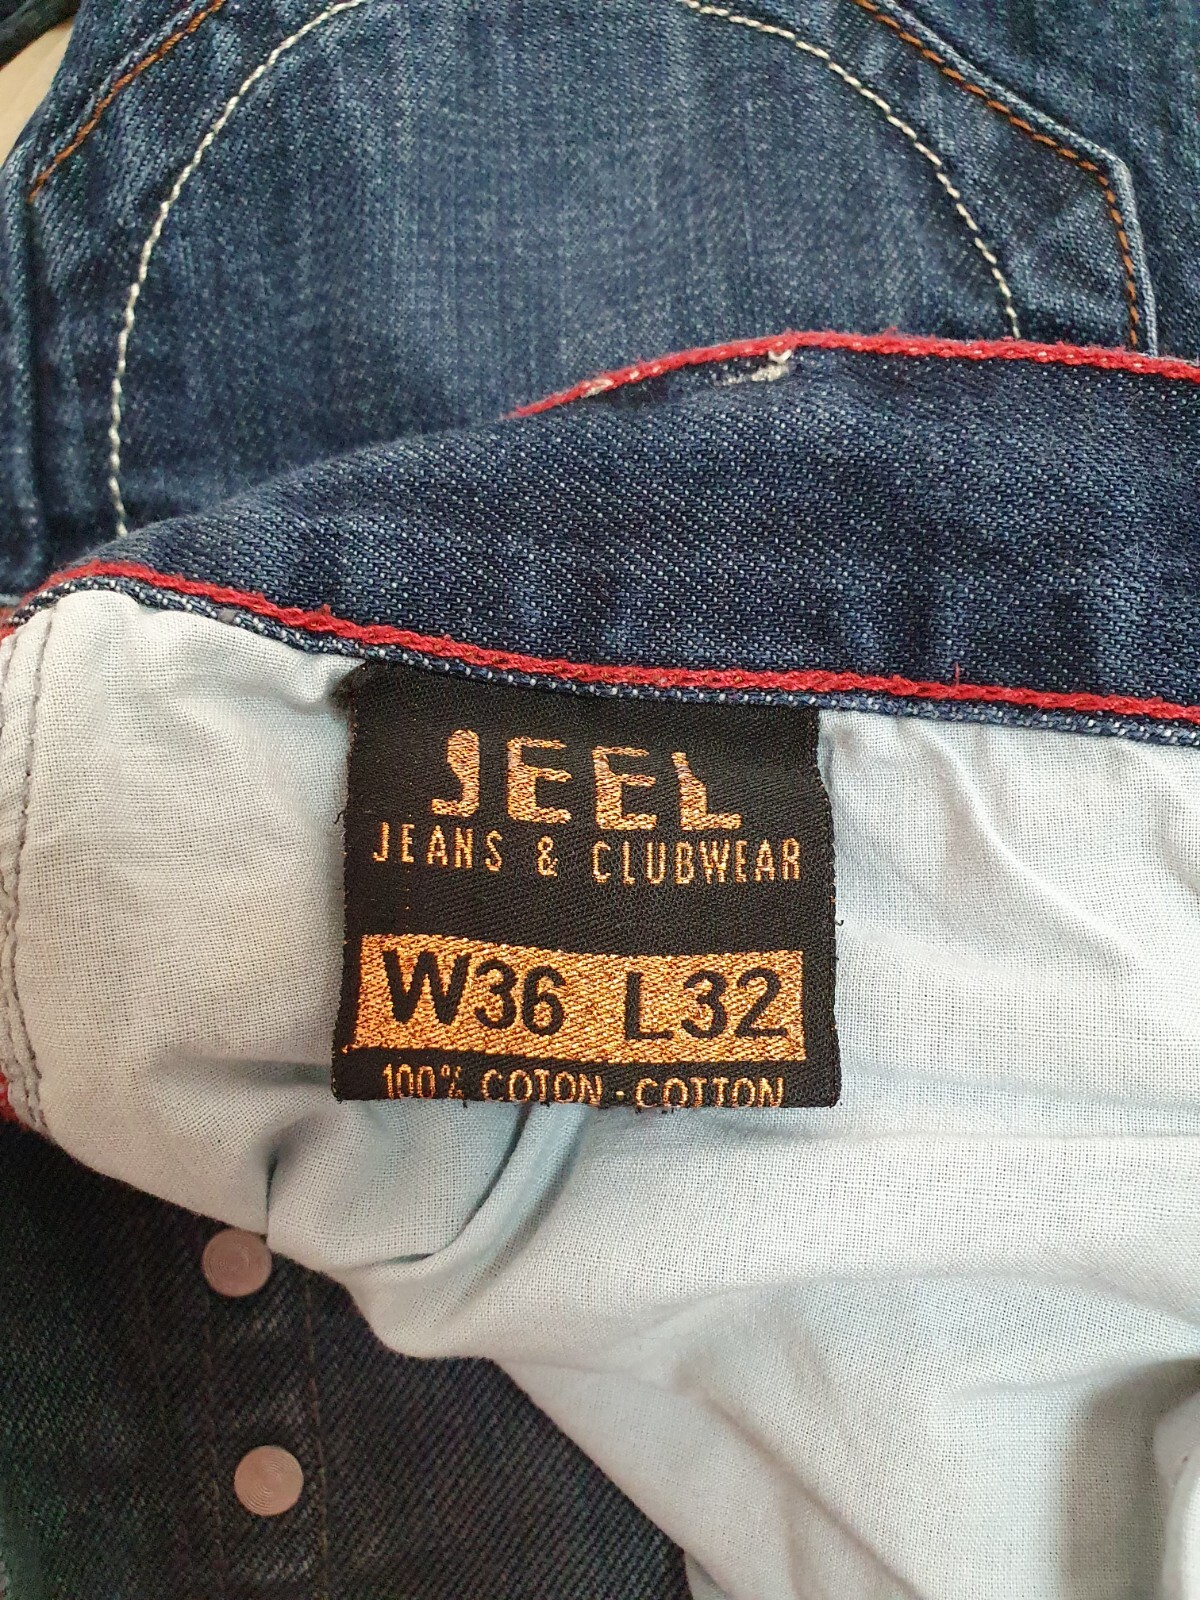 JEEL
JEANS & CLUBWEAR
W36 L32
100% COTON · COTTON